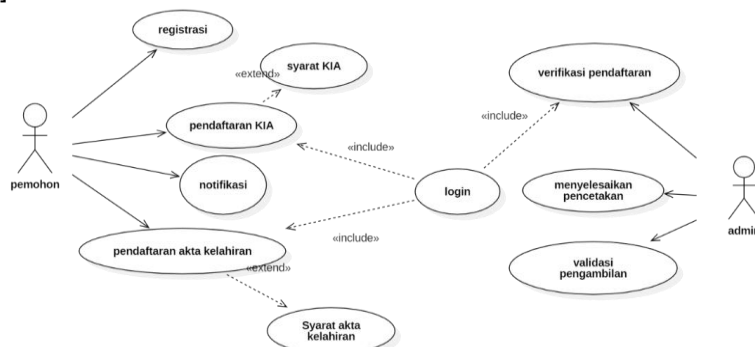 registrasi
syarat KIA
«extend»
verifikasi pendaftaran
«include»
pendaftaran KIA
«include»
pemohon
notifikasi
login
menyelesaikan
pencetakan
admi
«include»
pendaftaran akta kelahiran
«extend»
validasi
pengambilan
Syarat akta
kelahiran